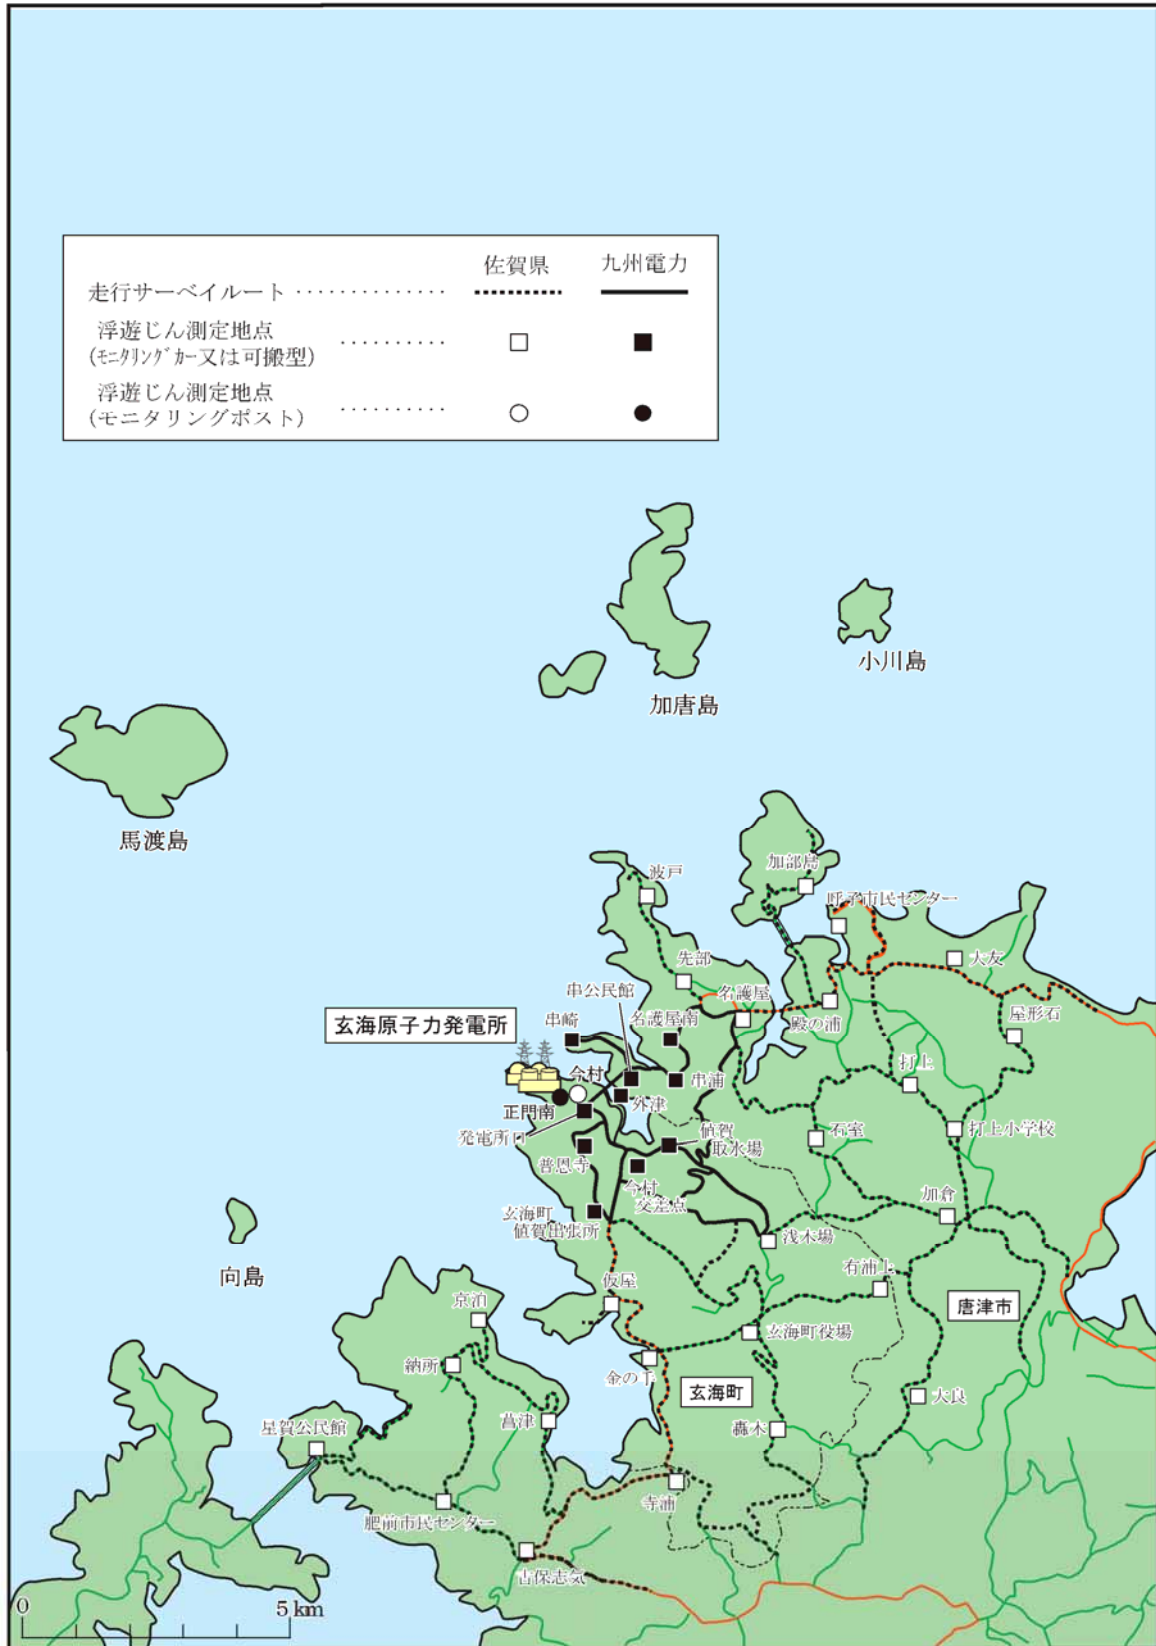 佐賀県 九州電力
走行サーベイルート ··············
浮遊じん測定地点
(モニタリングカー又は可搬型) ··········
浮遊じん測定地点
(モニタリングポスト) ··········
小川島
加唐島
馬渡島
加部島
波戸
呼子市民センター
先部
大友
串公民館
名護屋
殿の浦
屋形石
玄海原子力発電所
串崎
名護屋南
今村
串浦
打上
正門南
外津
発電所口
値賀
取水場
石室
打上小学校
普恩寺
今村
交差点
加倉
玄海町
値賀出張所
浅木場
有浦上
向島
仮屋
京泊
唐津市
玄海町役場
納所
金の手
玄海町
大良
星賀公民館
菖津
轟木
寺浦
肥前市民センター
古保志気
0 5km